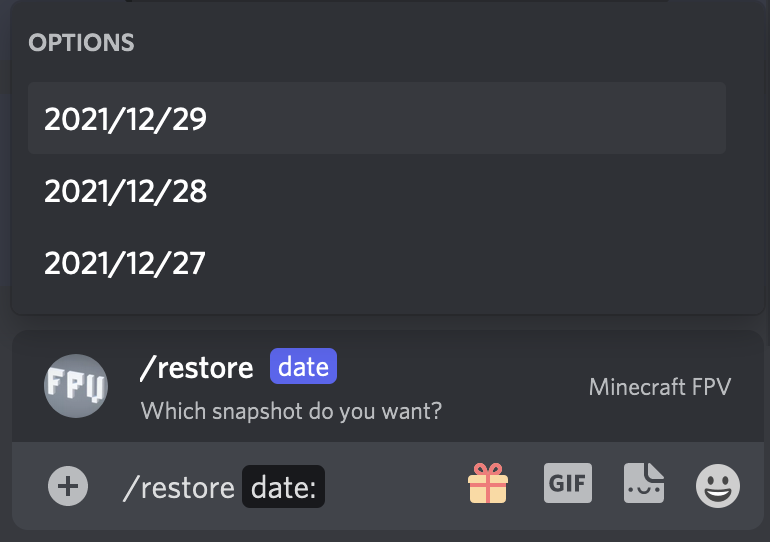 OPTIONS
2021/12/29
2021/12/28
2021/12/27
FPV
/restore date
Which snapshot do you want?
Minecraft FPV
/restore date:
GIF